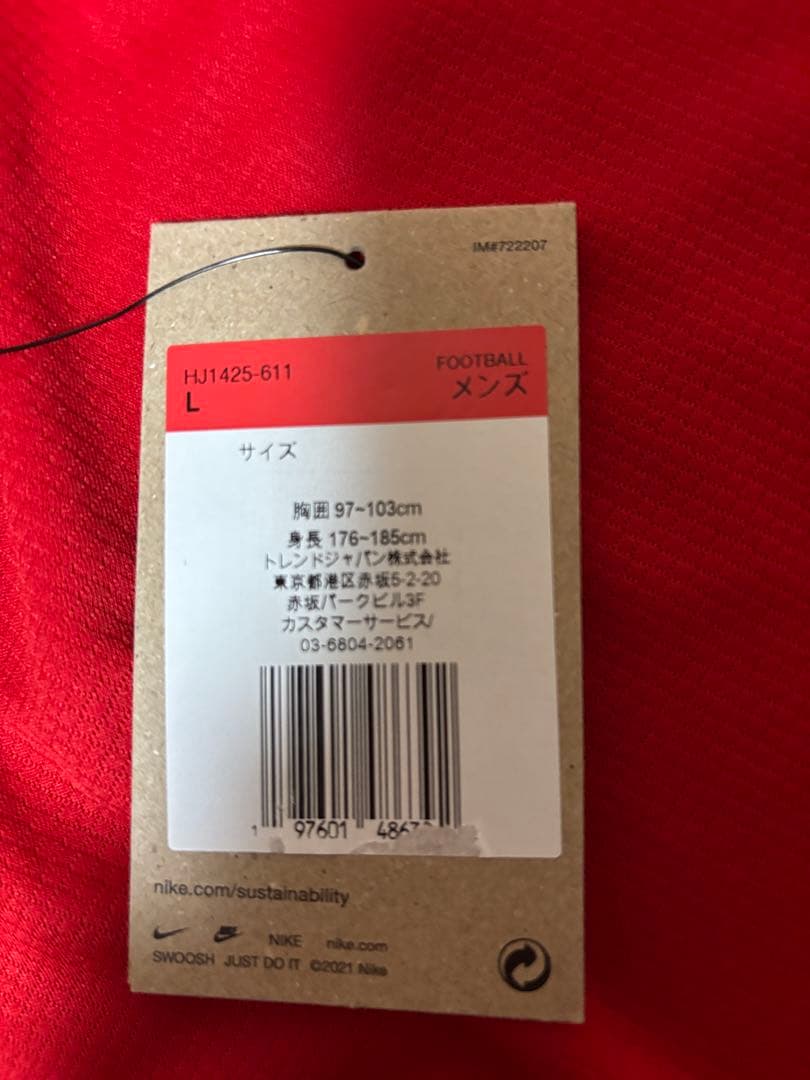 IM#722207
HJ1425-611
FOOTBALL
L
メンズ
サイズ
胸囲 97~103cm
身長 176~185cm
トレンドジャパン株式会社
東京都港区赤坂5-2-20
赤坂パークビル3F
カスタマーサービス/
03-6804-2061
1 97601
nike.com/sustainability
NIKE nike.com
SWOOSH JUST DO IT ©2021 Nike